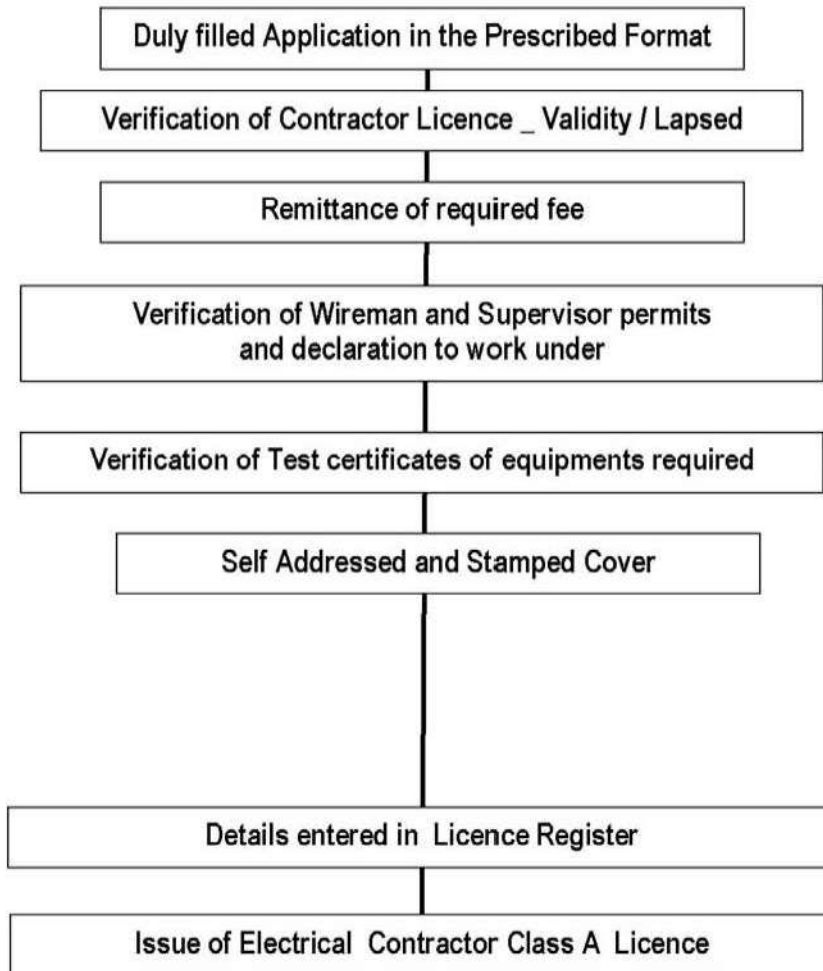 Duly filled Application in the Prescribed Format
Verification of Contractor Licence _ Validity / Lapsed
Remittance of required fee
Verification of Wireman and Supervisor permits
and declaration to work under
Verification of Test certificates of equipments required
Self Addressed and Stamped Cover
Details entered in Licence Register
Issue of Electrical Contractor Class A Licence